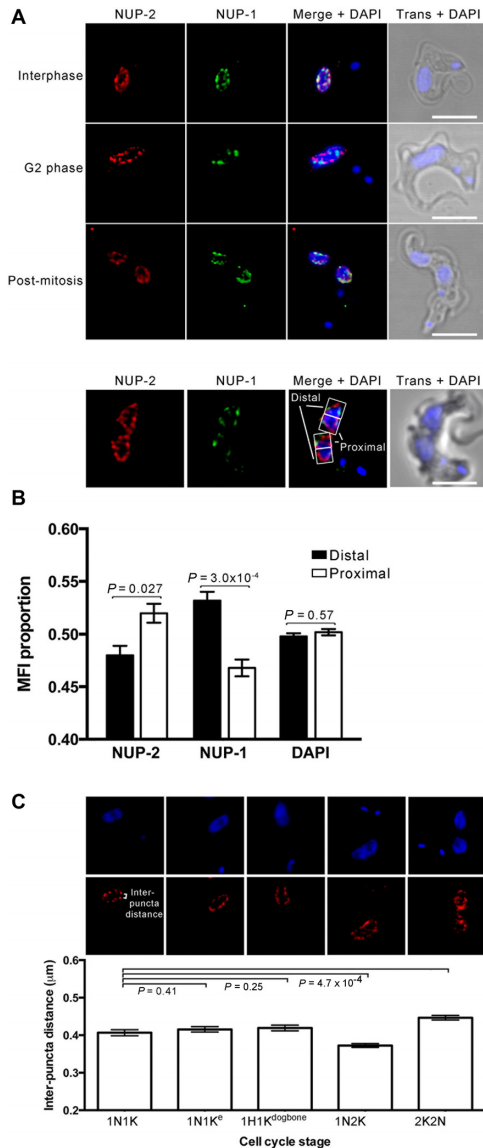 A
NUP-2 NUP-1 Merge + DAPI Trans + DAPI
Interphase
G2 phase
Post-mitosis
NUP-2 NUP-1 Merge + DAPI Trans + DAPI
Distal
Proximal
B
0.60
0.55
0.50
0.45
0.40
MFI proportion
Distal
Proximal
P = 0.027
P = 3.0x10-4
P = 0.57
NUP-2 NUP-1 DAPI
C
Inter-
puncta
distance
Inter-puncta distance (µm)
0.6
0.5
0.4
0.3
0.2
P = 0.41
P = 0.25
P = 4.7 x 10-4
1N1K 1N1Ke 1H1Kdogbone 1N2K 2K2N
Cell cycle stage